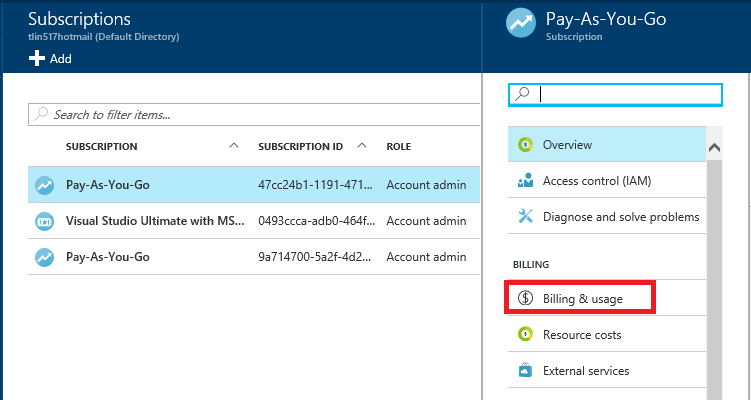 Subscriptions
tlin517hotmail (Default Directory)
Add
Search to filter items...
SUBSCRIPTION SUBSCRIPTION ID ROLE
Pay-As-You-Go 47cc24b1-1191-471... Account admin
Visual Studio Ultimate with MS... 0493ccca-adb0-464f... Account admin
Pay-As-You-Go 9a714700-5a2f-4d2... Account admin
Pay-As-You-Go
Subscription
Overview
Access control (IAM)
Diagnose and solve problems
BILLING
Billing & usage
Resource costs
External services